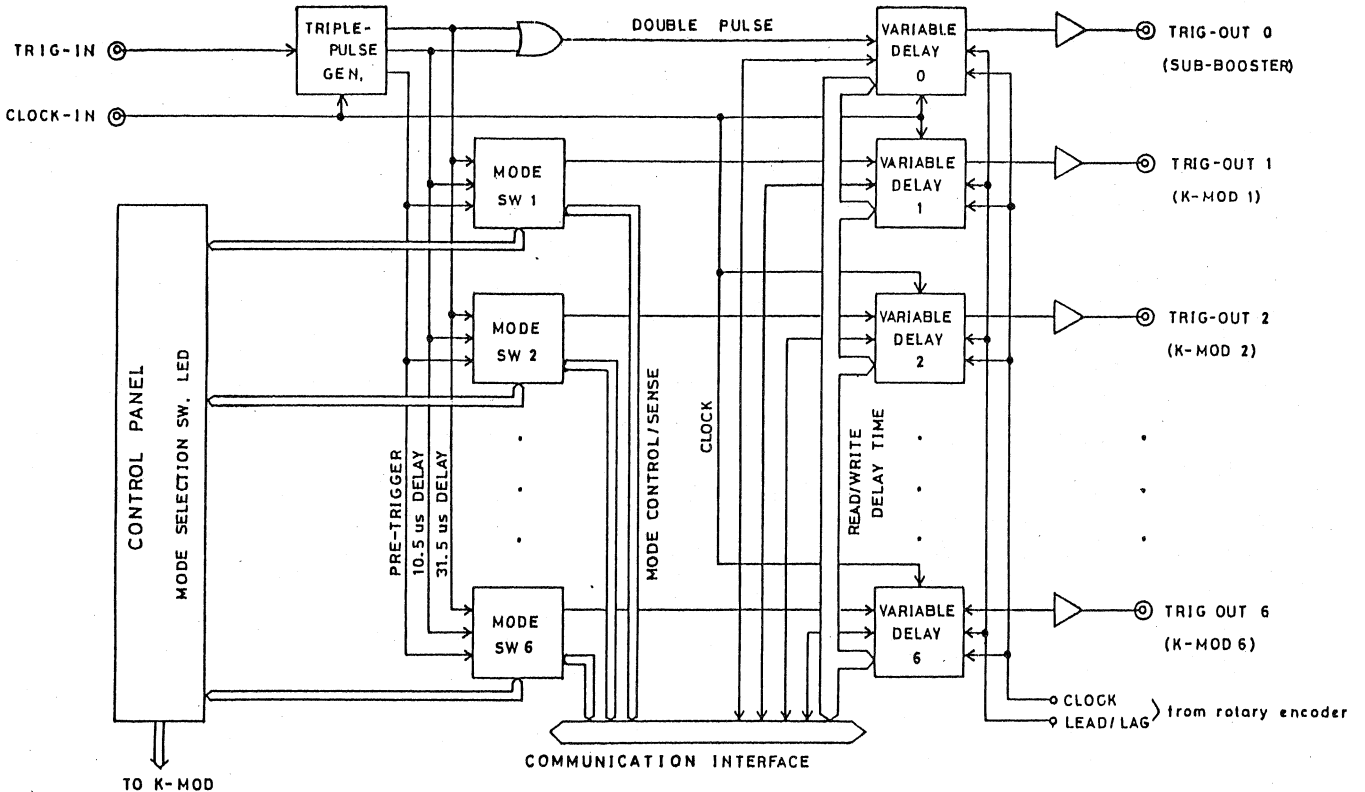 TRIG-IN
CLOCK-IN
TRIPLE-
PULSE
GEN,
DOUBLE PULSE
VARIABLE
DELAY
0
TRIG-OUT 0
(SUB-BOOSTER)
MODE
SW 1
VARIABLE
DELAY
1
TRIG-OUT 1
(K-MOD 1)
MODE
SW 2
VARIABLE
DELAY
2
TRIG-OUT 2
(K-MOD 2)
CONTROL PANEL
MODE SELECTION SW. LED
PRE-TRIGGER
10.5 us DELAY
31.5 us DELAY
MODE CONTROL/SENSE
CLOCK
READ/WRITE
DELAY TIME
MODE
SW 6
VARIABLE
DELAY
6
TRIG OUT 6
(K-MOD 6)
CLOCK
LEAD/LAG
from rotary encoder
COMMUNICATION INTERFACE
TO K-MOD